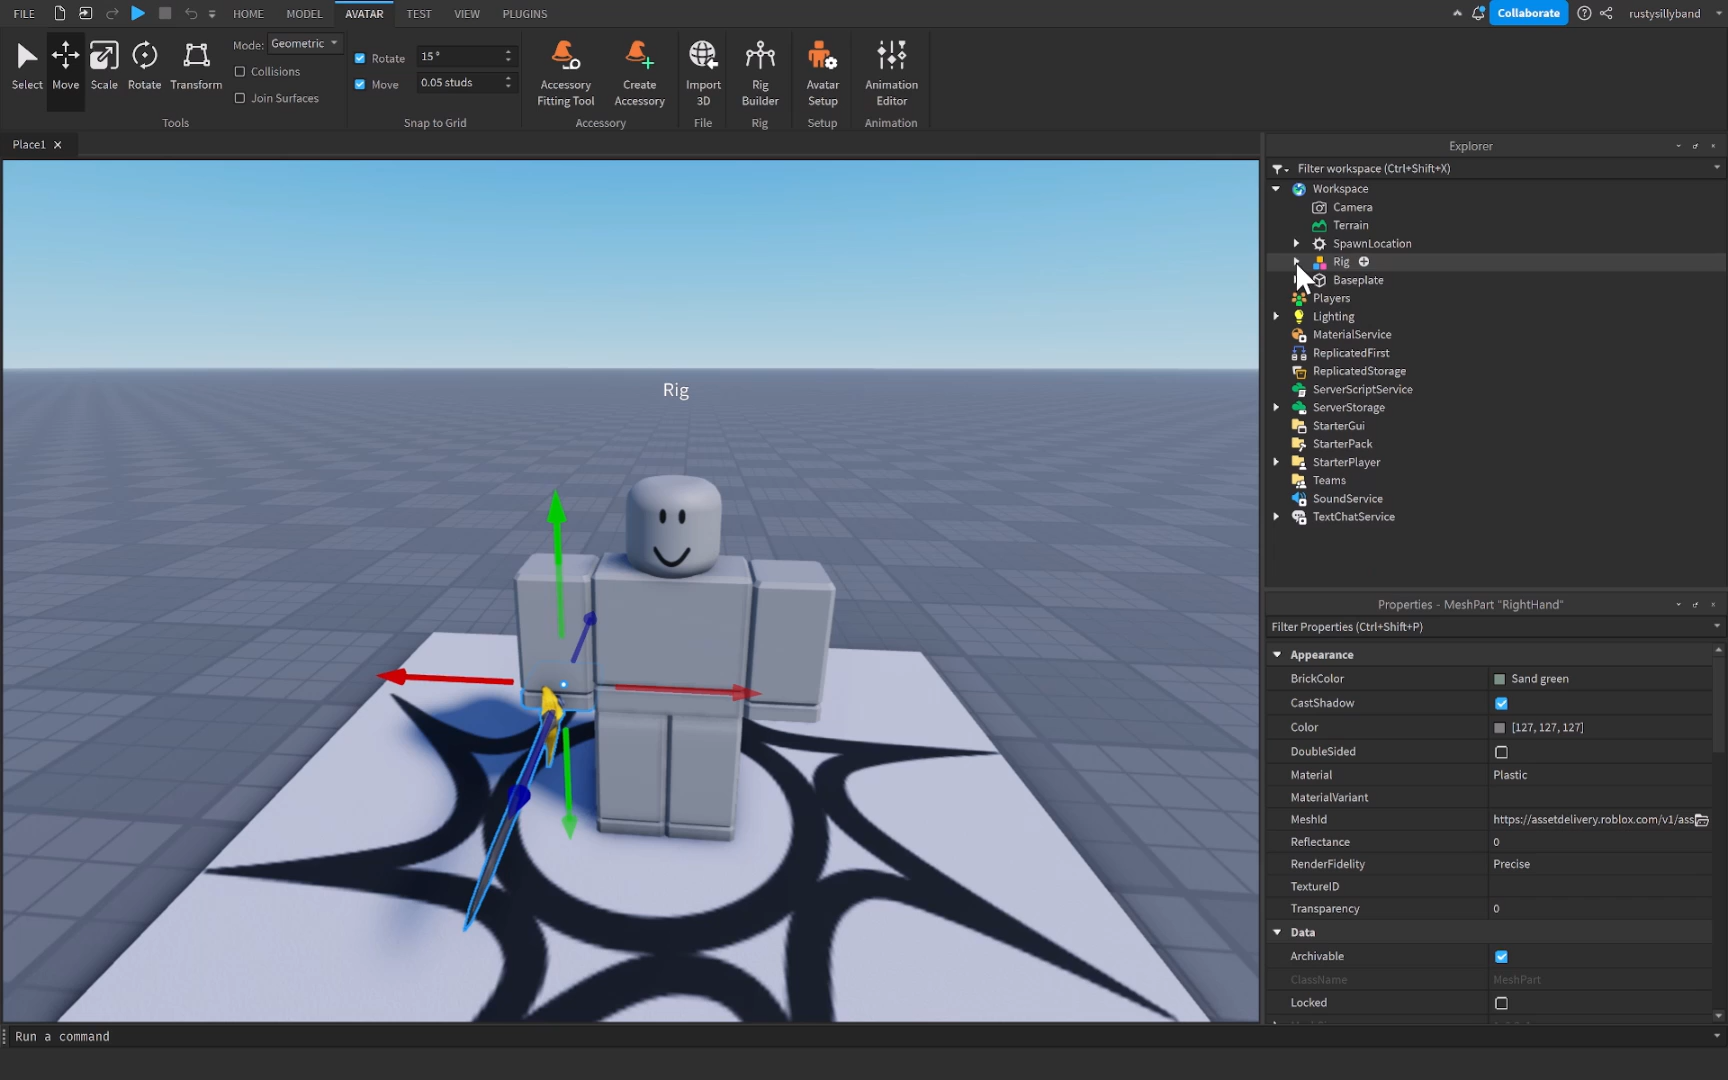 FILE HOME MODEL AVATAR TEST VIEW PLUGINS Collaborate rustysillyband
Mode: Geometric
Collisions
Join Surfaces
Select Move Scale Rotate Transform
Tools
Rotate 15 °
Move 0.05 studs
Snap to Grid
Accessory Fitting Tool
Create Accessory
Accessory
Import 3D
File
Rig Builder
Rig
Avatar Setup
Setup
Animation Editor
Animation
Place1
Rig
Explorer
Filter workspace (Ctrl+Shift+X)
Workspace
Camera
Terrain
SpawnLocation
Rig
Baseplate
Players
Lighting
MaterialService
ReplicatedFirst
ReplicatedStorage
ServerScriptService
ServerStorage
StarterGui
StarterPack
StarterPlayer
Teams
SoundService
TextChatService
Properties - MeshPart "RightHand"
Filter Properties (Ctrl+Shift+P)
Appearance
BrickColor Sand green
CastShadow
Color [127, 127, 127]
DoubleSided
Material Plastic
MaterialVariant
MeshId https://assetdelivery.roblox.com/v1/ass
Reflectance 0
RenderFidelity Precise
TextureID
Transparency 0
Data
Archivable
ClassName MeshPart
Locked
Run a command